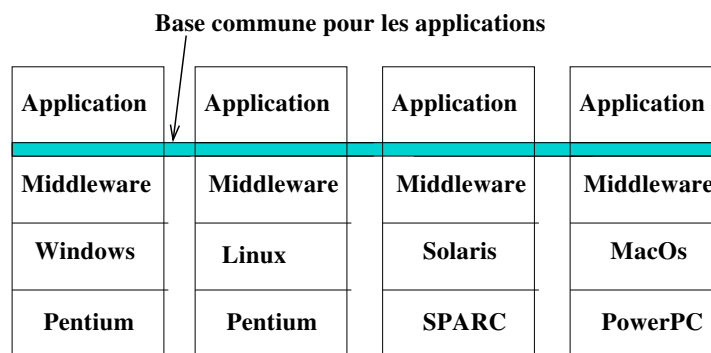 Base commune pour les applications
Application Application Application Application
Middleware Middleware Middleware Middleware
Windows Linux Solaris MacOs
Pentium Pentium SPARC PowerPC